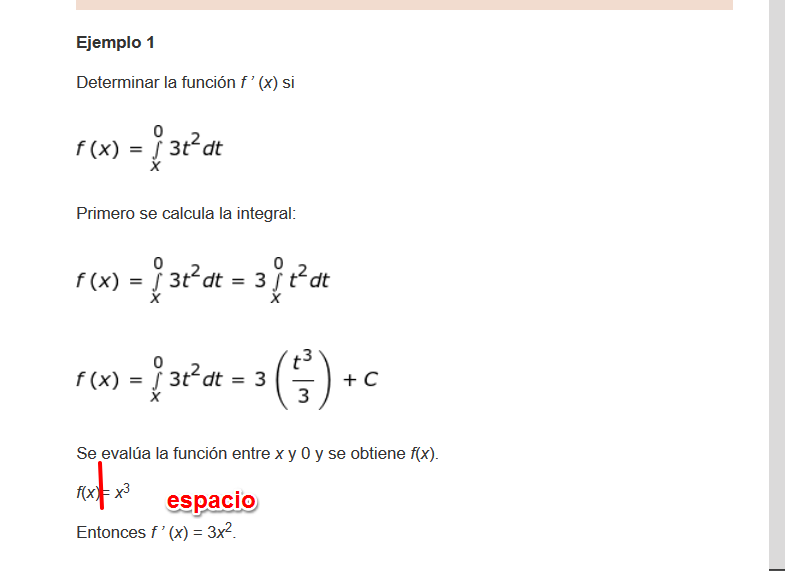 Ejemplo 1
Determinar la función f ’ (x) si
f (x) = ∫ₓ⁰ 3t² dt
Primero se calcula la integral:
f (x) = ∫ₓ⁰ 3t² dt = 3 ∫ₓ⁰ t² dt
f (x) = ∫ₓ⁰ 3t² dt = 3 (t³/3) + C
Se evalúa la función entre x y 0 y se obtiene f(x).
f(x)= x³
espacio
Entonces f ’ (x) = 3x².